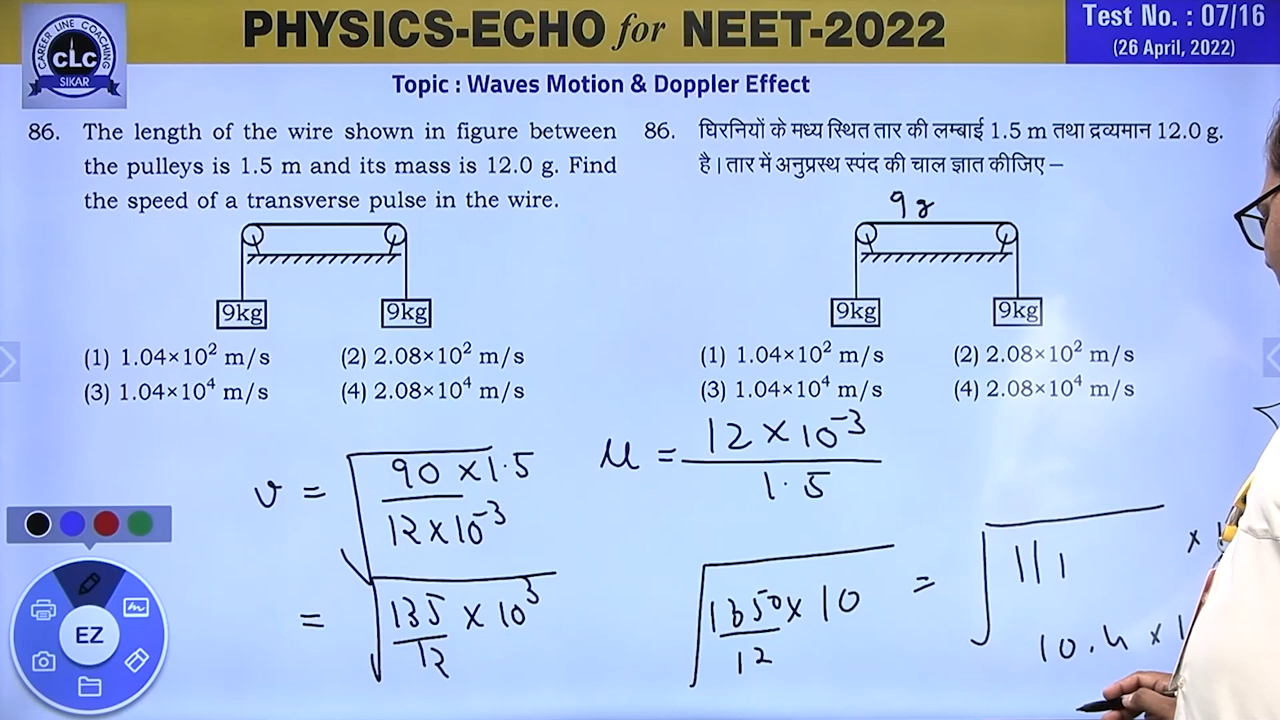 CAREER LINE COACHING
CLC
SIKAR
PHYSICS-ECHO for NEET-2022
Test No. : 07/16
(26 April, 2022)
Topic : Waves Motion & Doppler Effect
86. The length of the wire shown in figure between
the pulleys is 1.5 m and its mass is 12.0 g. Find
the speed of a transverse pulse in the wire.
9kg 9kg
(1) 1.04×10² m/s (2) 2.08×10² m/s
(3) 1.04×10⁴ m/s (4) 2.08×10⁴ m/s
86. घिरनियों के मध्य स्थित तार की लम्बाई 1.5 m तथा द्रव्यमान 12.0 g.
है। तार में अनुप्रस्थ स्पंद की चाल ज्ञात कीजिए –
9g
9kg 9kg
(1) 1.04×10² m/s (2) 2.08×10² m/s
(3) 1.04×10⁴ m/s (4) 2.08×10⁴ m/s
μ = 12 × 10⁻³
1.5
v = √ 90 × 1.5
12 × 10⁻³
= √ 135 × 10³
12
√ 1350 × 10
12
= √ 111 ×
10.4 × 1
EZ